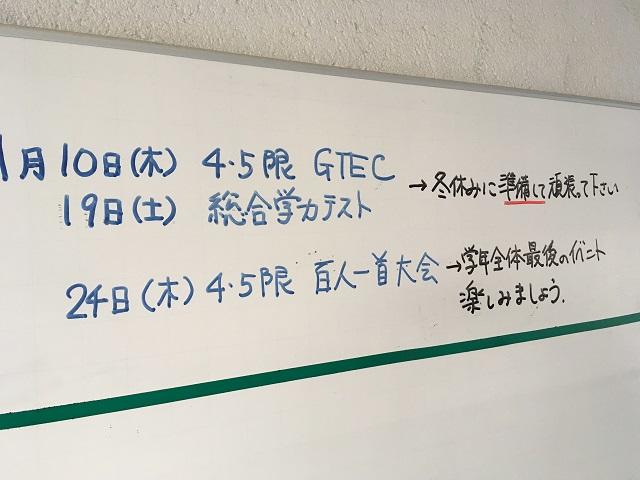 1月10日(木) 4・5限 GTEC
19日(土) 総合学力テスト
→冬休みに準備して頑張って下さい
24日(木) 4・5限 百人一首大会
→学年全体最後のイベント
楽しみましょう.